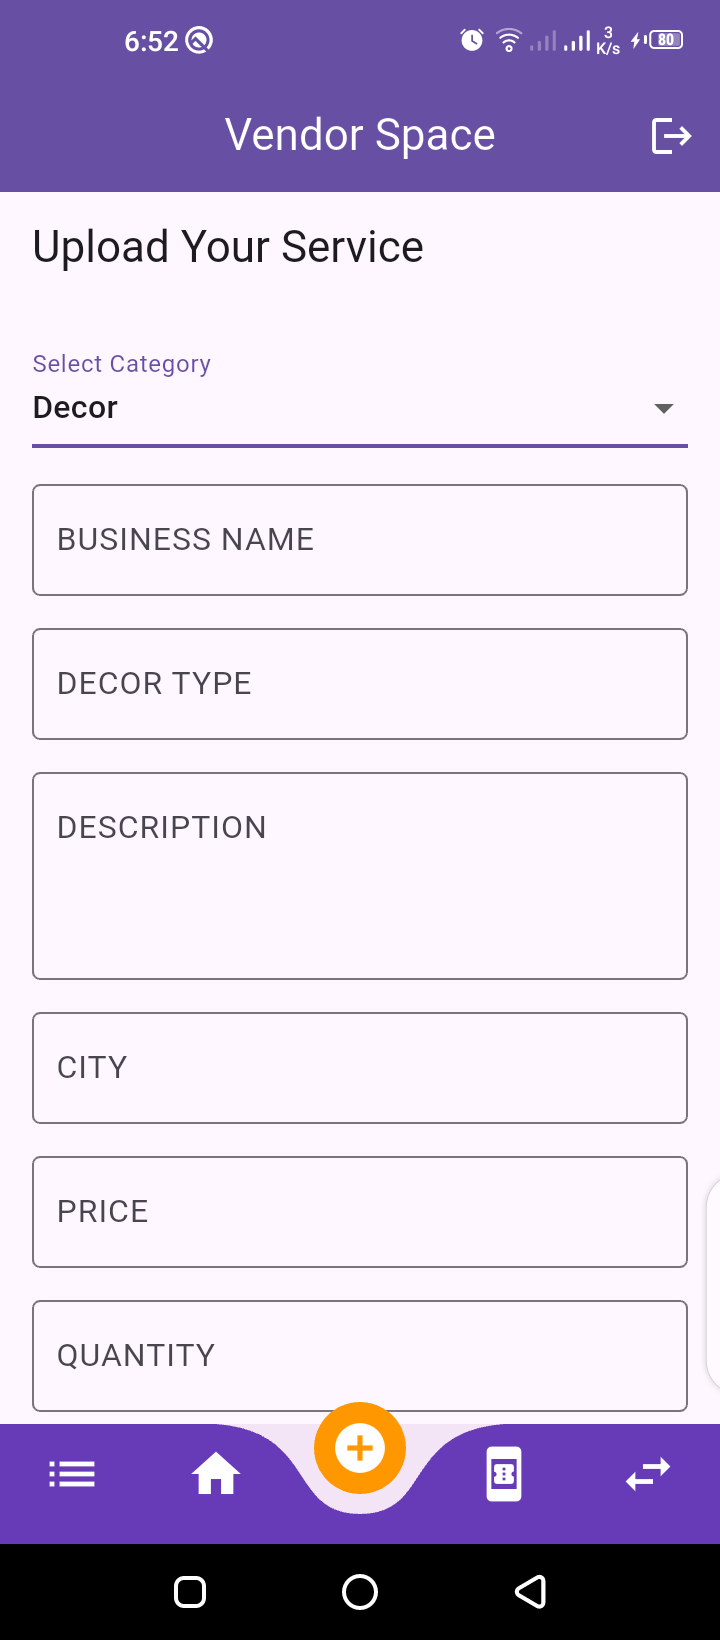 6:52
3
K/s
80
Vendor Space
Upload Your Service
Select Category
Decor
BUSINESS NAME
DECOR TYPE
DESCRIPTION
CITY
PRICE
QUANTITY